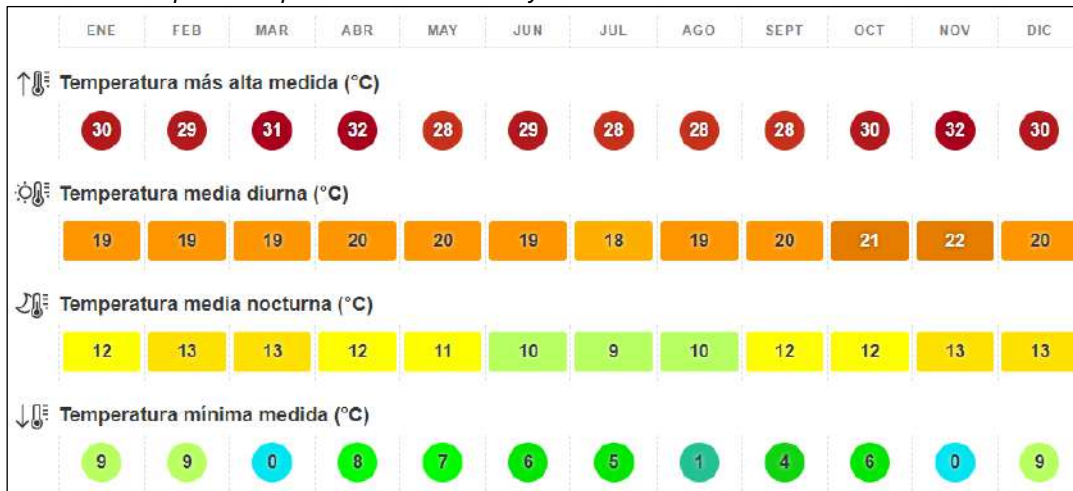 ENE FEB MAR ABR MAY JUN JUL AGO SEPT OCT NOV DIC
Temperatura más alta medida (°C)
30 29 31 32 28 29 28 28 28 30 32 30
Temperatura media diurna (°C)
19 19 19 20 20 19 18 19 20 21 22 20
Temperatura media nocturna (°C)
12 13 13 12 11 10 9 10 12 12 13 13
Temperatura mínima medida (°C)
9 9 0 8 7 6 5 1 4 6 0 9